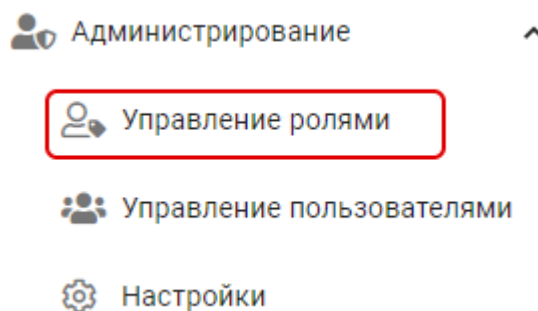 Администрирование
Управление ролями
Управление пользователями
Настройки